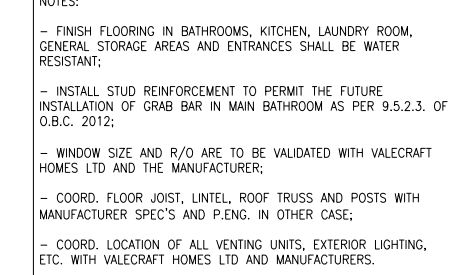 NOTES:
– FINISH FLOORING IN BATHROOMS, KITCHEN, LAUNDRY ROOM,
GENERAL STORAGE AREAS AND ENTRANCES SHALL BE WATER
RESISTANT;
– INSTALL STUD REINFORCEMENT TO PERMIT THE FUTURE
INSTALLATION OF GRAB BAR IN MAIN BATHROOM AS PER 9.5.2.3. OF
O.B.C. 2012;
– WINDOW SIZE AND R/O ARE TO BE VALIDATED WITH VALECRAFT
HOMES LTD AND THE MANUFACTURER;
– COORD. FLOOR JOIST, LINTEL, ROOF TRUSS AND POSTS WITH
MANUFACTURER SPEC'S AND P.ENG. IN OTHER CASE;
– COORD. LOCATION OF ALL VENTING UNITS, EXTERIOR LIGHTING,
ETC. WITH VALECRAFT HOMES LTD AND MANUFACTURERS.